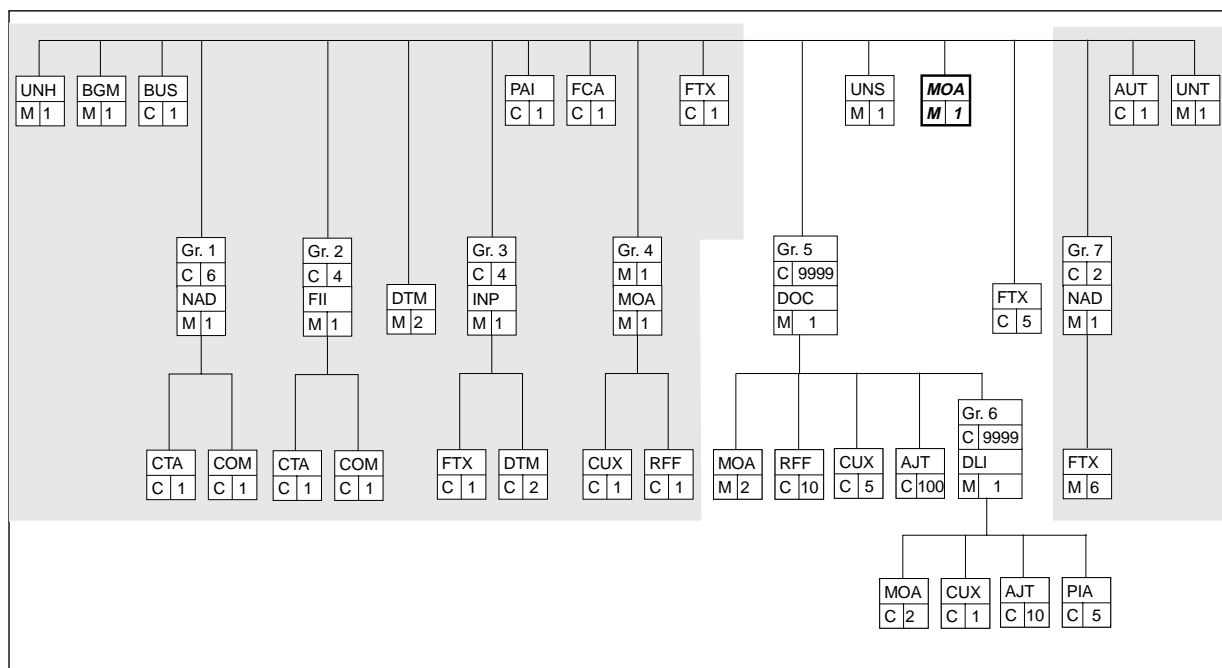 UNH BGM BUS PAI FCA FTX UNS MOA AUT UNT
M 1 M 1 C 1 C 1 C 1 C 1 M 1 M 1 C 1 M 1
Gr. 1 Gr. 2 Gr. 3 Gr. 4 Gr. 5 Gr. 7
C 6 C 4 C 4 M 1 C 9999 C 2
NAD FII DTM INP MOA DOC FTX NAD
M 1 M 1 M 2 M 1 M 1 M 1 C 5 M 1
Gr. 6
C 9999
CTA COM CTA COM FTX DTM CUX RFF MOA RFF CUX AJT DLI FTX
C 1 C 1 C 1 C 1 C 1 C 2 C 1 C 1 M 2 C 10 C 5 C 100 M 1 M 6
MOA CUX AJT PIA
C 2 C 1 C 10 C 5